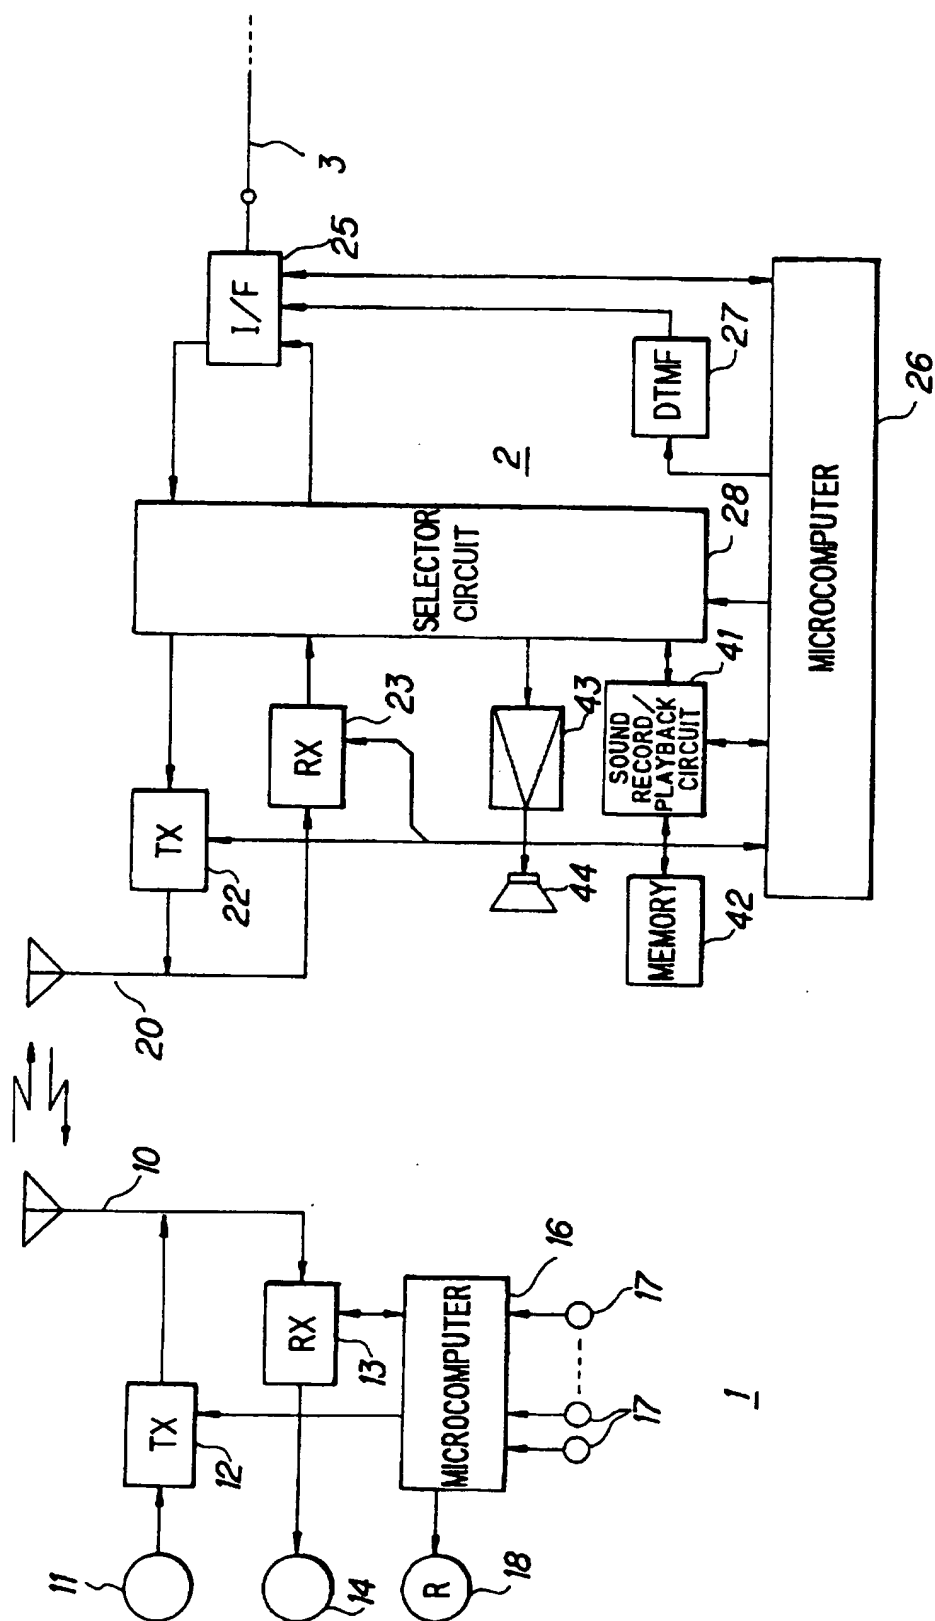 11
TX
12
14
RX
13
10
R
18
MICROCOMPUTER
16
17
17
1
20
TX
22
RX
23
SELECTOR
CIRCUIT
28
2
I/F
25
3
43
44
SOUND
RECORD/
PLAYBACK
CIRCUIT
41
MEMORY
42
DTMF
27
MICROCOMPUTER
26